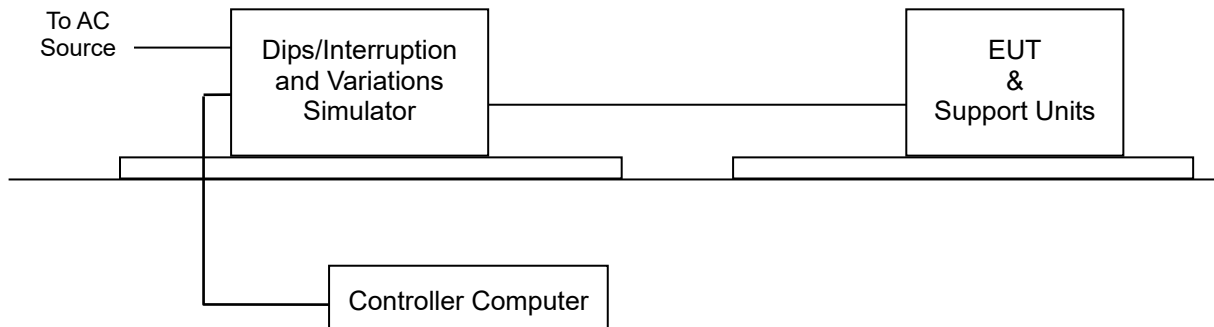 To AC
Source
Dips/Interruption
and Variations
Simulator
EUT
&
Support Units
Controller Computer